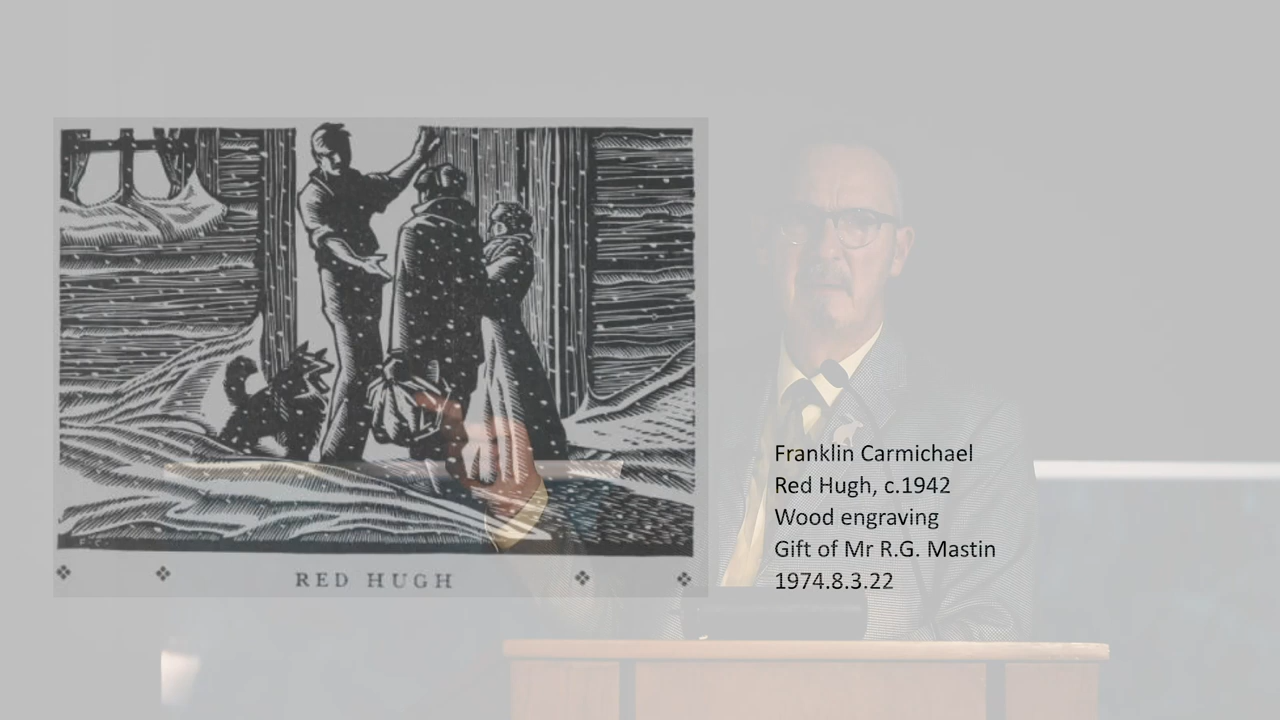 RED HUGH
Franklin Carmichael
Red Hugh, c.1942
Wood engraving
Gift of Mr R.G. Mastin
1974.8.3.22